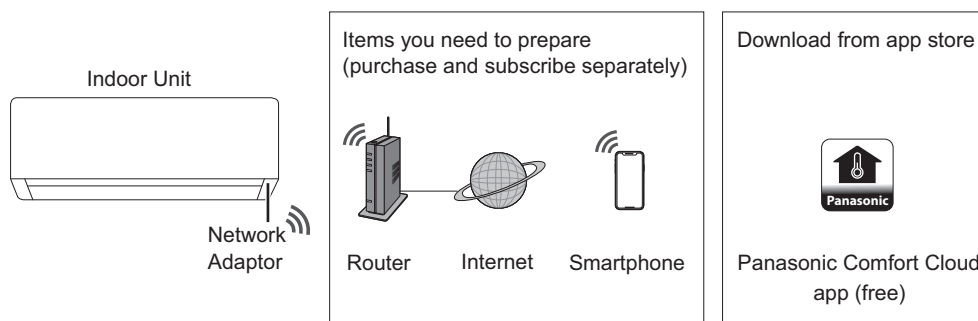 Indoor Unit
Network
Adaptor
Items you need to prepare
(purchase and subscribe separately)
Router
Internet
Smartphone
Download from app store
Panasonic
Panasonic Comfort Cloud
app (free)